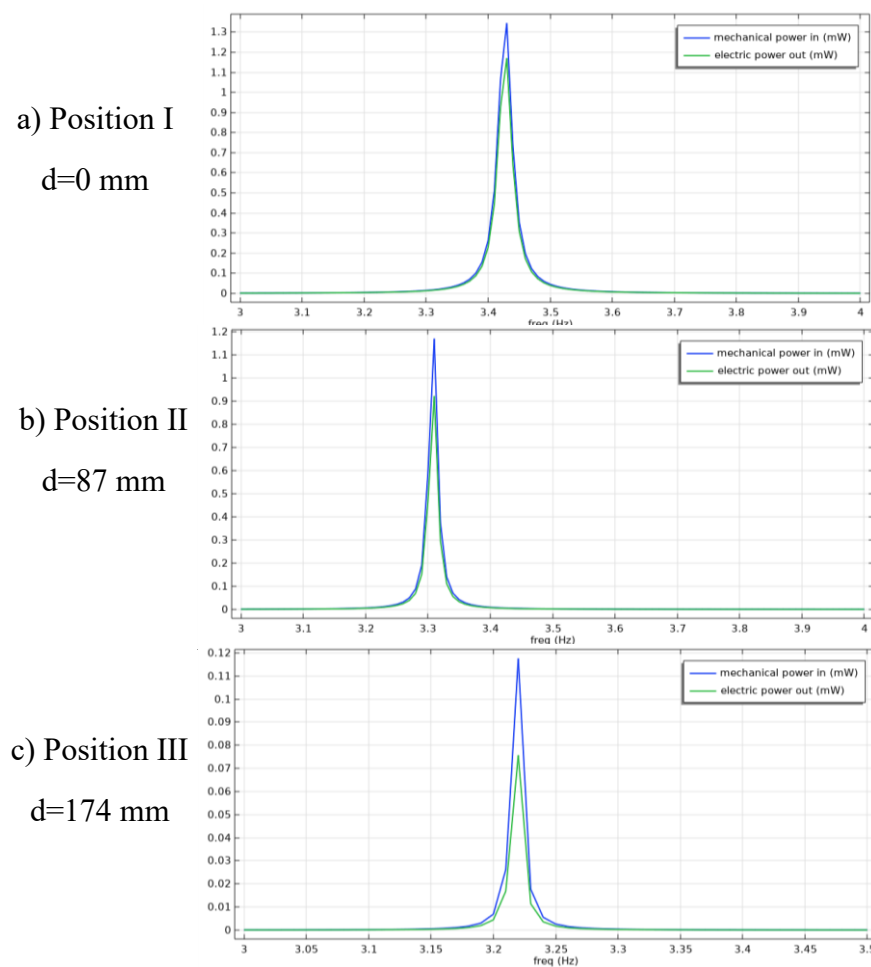 a) Position I
d=0 mm
1.3
1.2
1.1
1
0.9
0.8
0.7
0.6
0.5
0.4
0.3
0.2
0.1
0
mechanical power in (mW)
electric power out (mW)
3 3.1 3.2 3.3 3.4 3.5 3.6 3.7 3.8 3.9 4
freq (Hz)
b) Position II
d=87 mm
1.2
1.1
1
0.9
0.8
0.7
0.6
0.5
0.4
0.3
0.2
0.1
0
mechanical power in (mW)
electric power out (mW)
3 3.1 3.2 3.3 3.4 3.5 3.6 3.7 3.8 3.9 4
freq (Hz)
c) Position III
d=174 mm
0.12
0.11
0.1
0.09
0.08
0.07
0.06
0.05
0.04
0.03
0.02
0.01
0
mechanical power in (mW)
electric power out (mW)
3 3.05 3.1 3.15 3.2 3.25 3.3 3.35 3.4 3.45 3.5
freq (Hz)